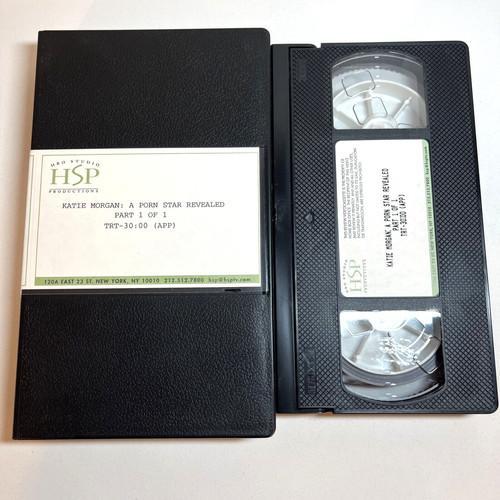 HBO STUDIO
HSP
PRODUCTIONS
KATIE MORGAN: A PORN STAR REVEALED
PART 1 OF 1
TRT-30:00 (APP)
120A EAST 23 ST. NEW YORK, NY 10010 212.512.7800 hsp@hsptv.com
HSP
PRODUCTIONS
KATIE MORGAN: A PORN STAR REVEALED
PART 1 OF 1
TRT-30:00 (APP)